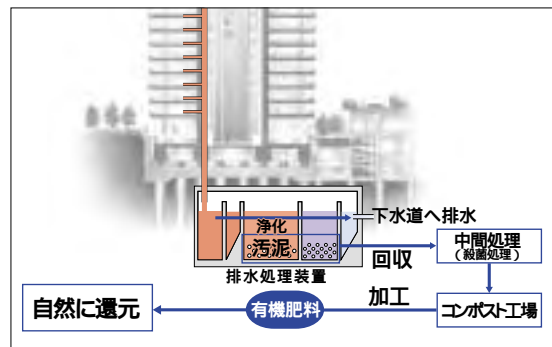 下水道へ排水
浄化
汚泥
排水処理装置
回収
中間処理
(殺菌処理)
加工
コンポスト工場
有機肥料
自然に還元